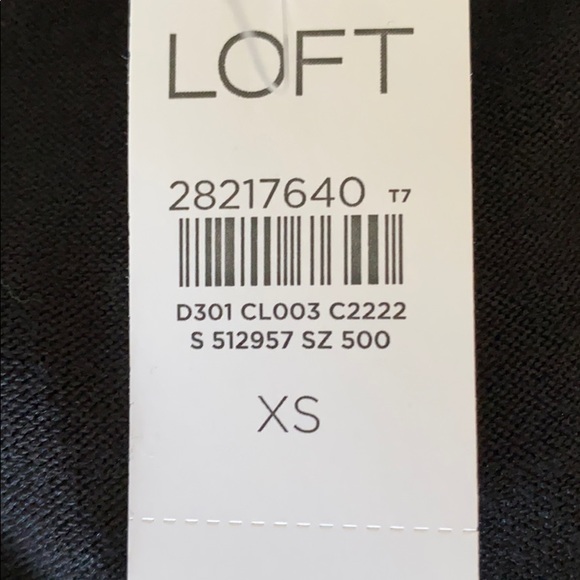 LOFT
28217640 T7
D301 CL003 C2222
S 512957 SZ 500
XS